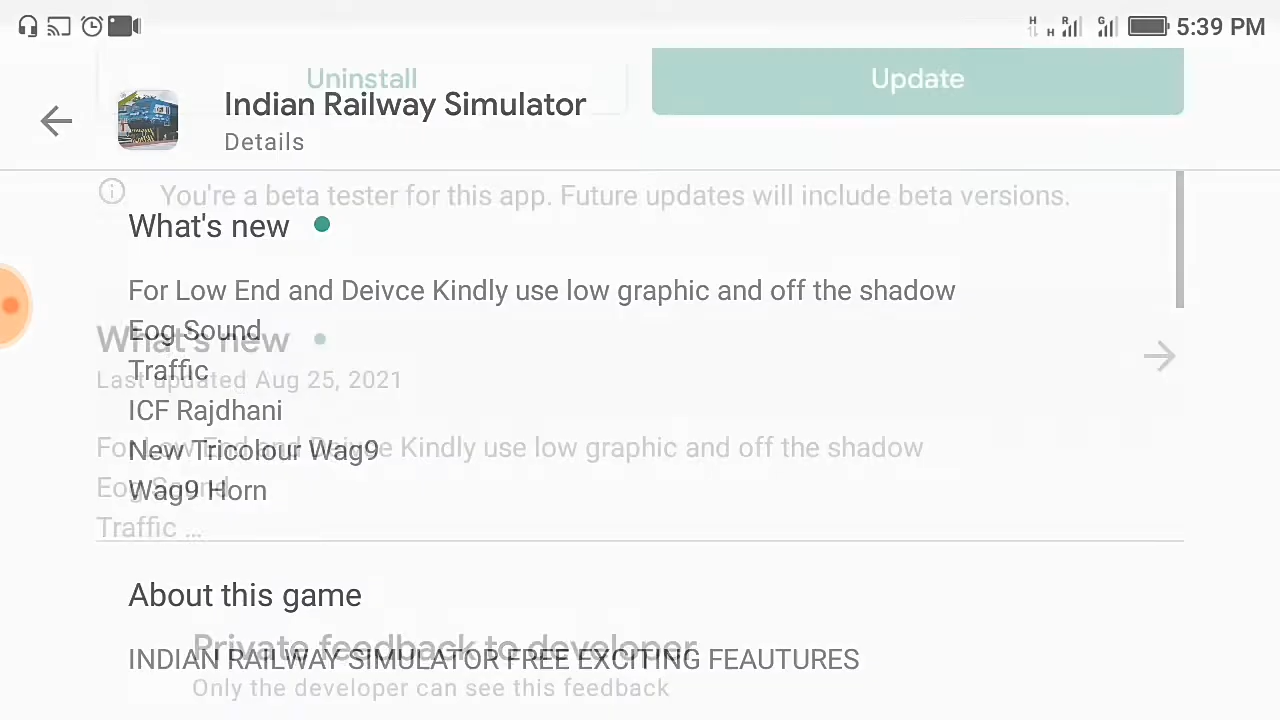 H H R G 5:39 PM
Uninstall Update
Indian Railway Simulator
Details
You're a beta tester for this app. Future updates will include beta versions.
What's new
For Low End and Deivce Kindly use low graphic and off the shadow
Eog Sound
What's new
Traffic
Last updated Aug 25, 2021
ICF Rajdhani
For Low End and Deivce Kindly use low graphic and off the shadow
New Tricolour Wag9
Eog Sound
Wag9 Horn
Traffic ...
About this game
Private feedback to developer
INDIAN RAILWAY SIMULATOR FREE EXCITING FEAUTURES
Only the developer can see this feedback